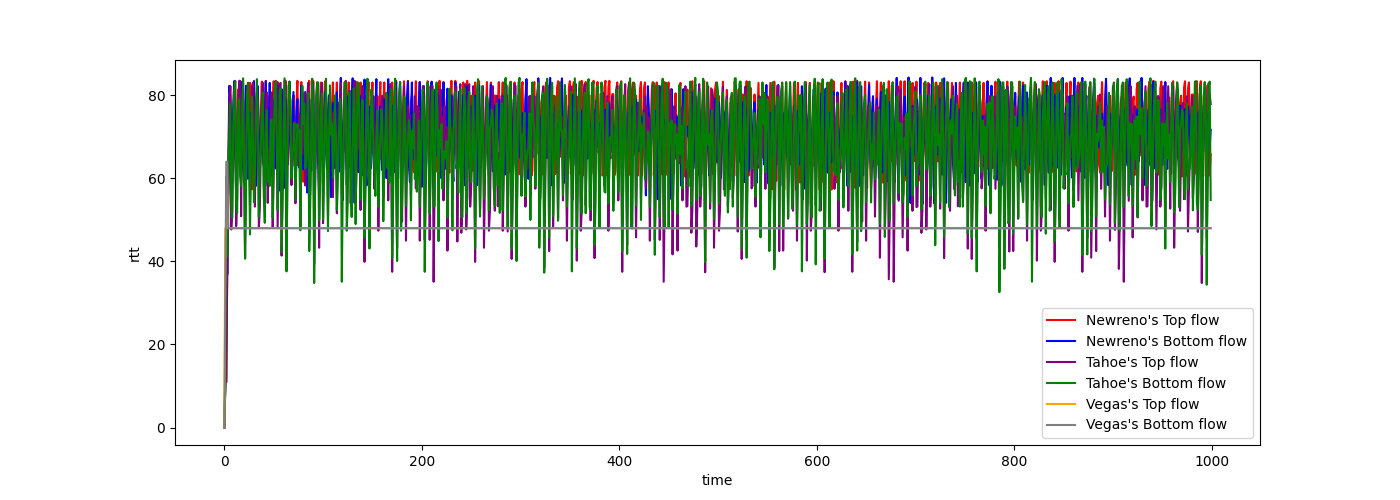 80
60
40
20
0
rtt
0 200 400 600 800 1000
time
Newreno's Top flow
Newreno's Bottom flow
Tahoe's Top flow
Tahoe's Bottom flow
Vegas's Top flow
Vegas's Bottom flow